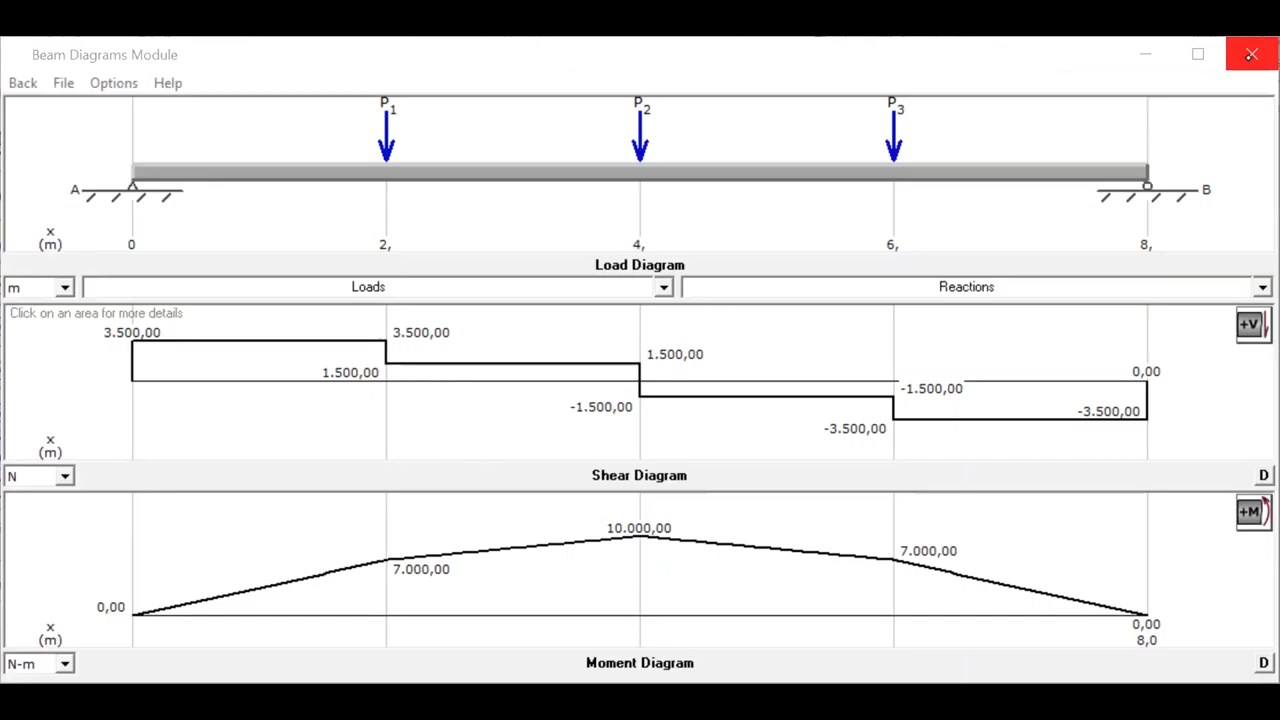 Beam Diagrams Module
Back File Options Help
P1 P2 P3
A B
x
(m) 0 2, 4, 6, 8,
Load Diagram
m Loads Reactions
Click on an area for more details
3.500,00 3.500,00 +V
1.500,00
1.500,00 0,00
-1.500,00
-1.500,00 -3.500,00
-3.500,00
x
(m)
N Shear Diagram D
10.000,00 +M
7.000,00
7.000,00
0,00
x 0,00
(m) 8,0
N-m Moment Diagram D